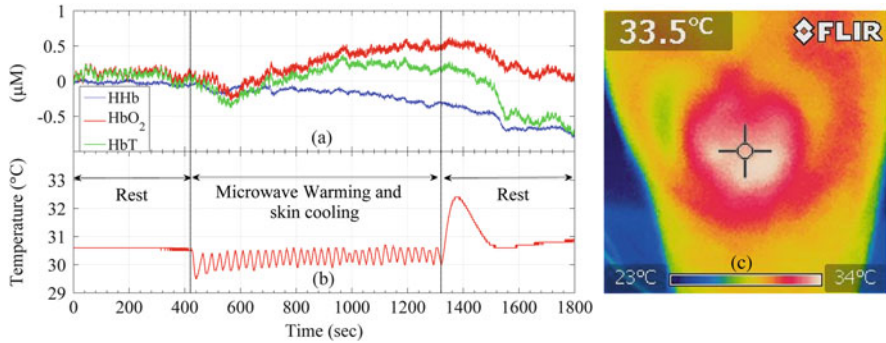 1
0.5
0
-0.5
(μM)
HHb
HbO2
HbT
(a)
33
32
31
30
29
Temperature (°C)
Rest
Microwave Warming and
skin cooling
Rest
(b)
0 200 400 600 800 1000 1200 1400 1600 1800
Time (sec)
33.5°C
FLIR
(c)
23°C
34°C